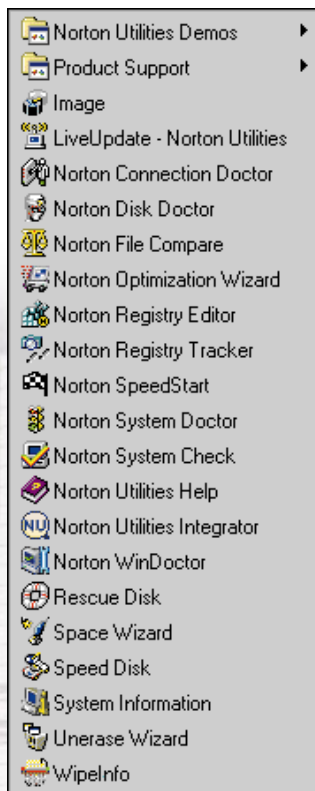 Norton Utilities Demos
Product Support
Image
LiveUpdate - Norton Utilities
Norton Connection Doctor
Norton Disk Doctor
Norton File Compare
Norton Optimization Wizard
Norton Registry Editor
Norton Registry Tracker
Norton SpeedStart
Norton System Doctor
Norton System Check
Norton Utilities Help
NU Norton Utilities Integrator
Norton WinDoctor
Rescue Disk
Space Wizard
Speed Disk
System Information
Unerase Wizard
WipeInfo